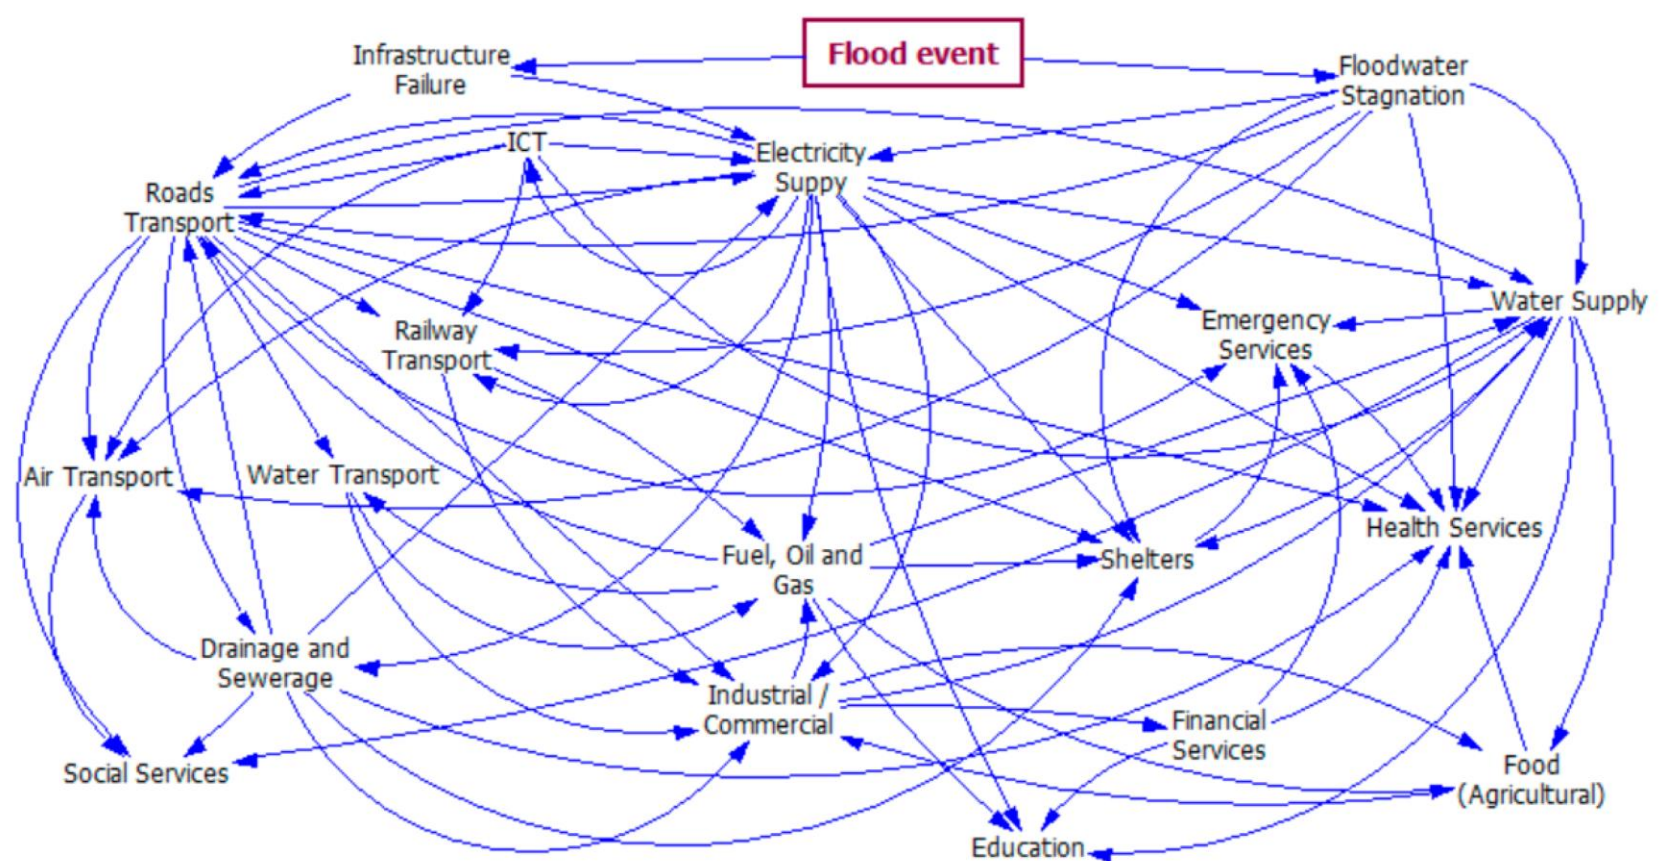 Flood event
Infrastructure
Failure
Floodwater
Stagnation
ICT
Electricity
Suppy
Roads
Transport
Water Supply
Emergency
Services
Railway
Transport
Air Transport
Water Transport
Health Services
Fuel, Oil and
Gas
Shelters
Drainage and
Sewerage
Industrial /
Commercial
Financial
Services
Social Services
Food
(Agricultural)
Education